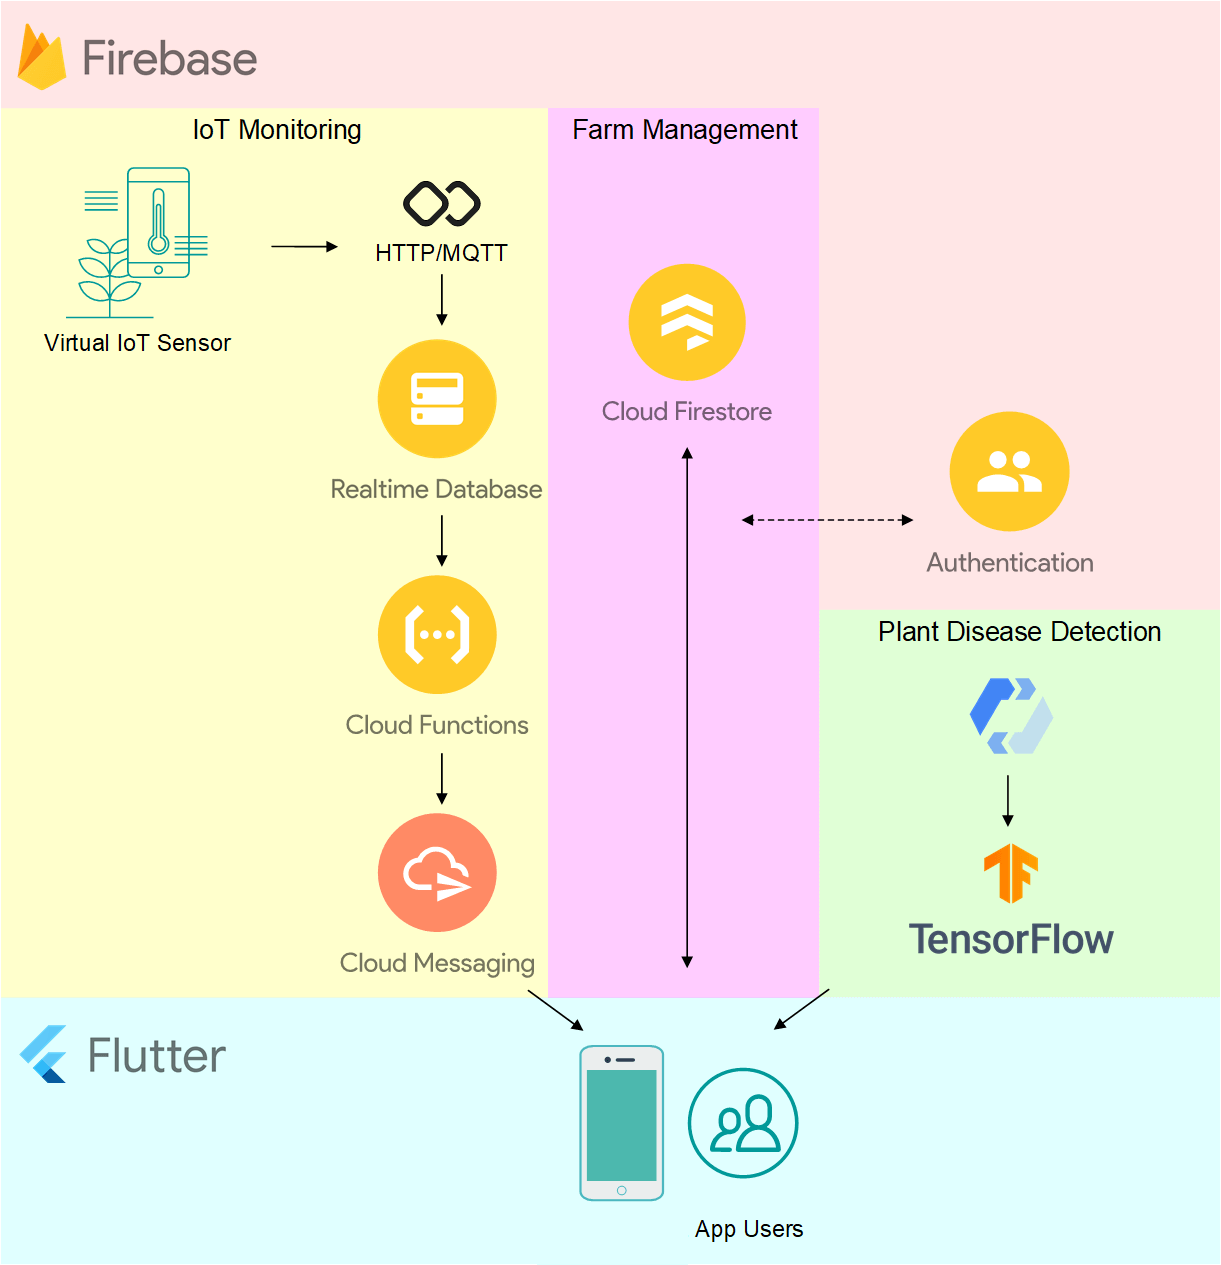 Firebase
IoT Monitoring
Farm Management
HTTP/MQTT
Virtual IoT Sensor
Cloud Firestore
Realtime Database
Authentication
Plant Disease Detection
Cloud Functions
TensorFlow
Cloud Messaging
Flutter
App Users